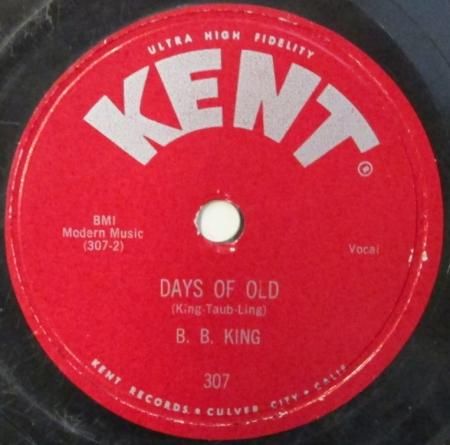 ULTRA HIGH FIDELITY
KENT
®
BMI
Modern Music
(307-2)
Vocal
DAYS OF OLD
(King-Taub-Ling)
B. B. KING
307
KENT RECORDS • CULVER CITY • CALIF.